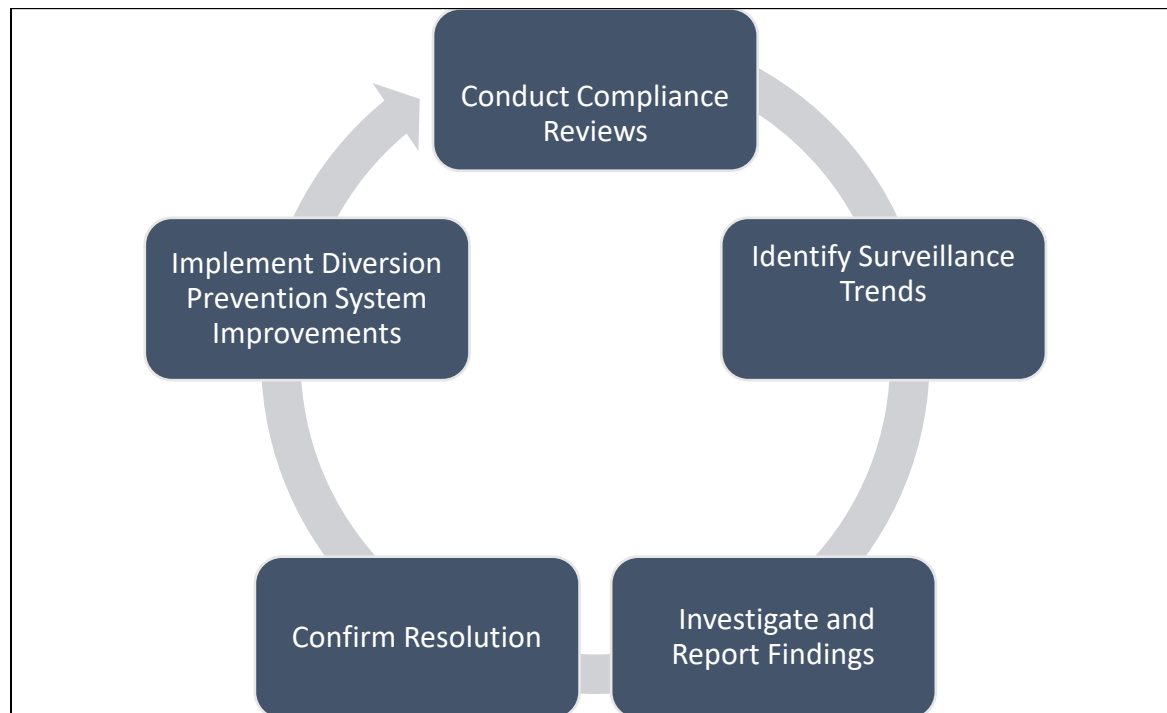 Conduct Compliance
Reviews
Identify Surveillance
Trends
Investigate and
Report Findings
Confirm Resolution
Implement Diversion
Prevention System
Improvements